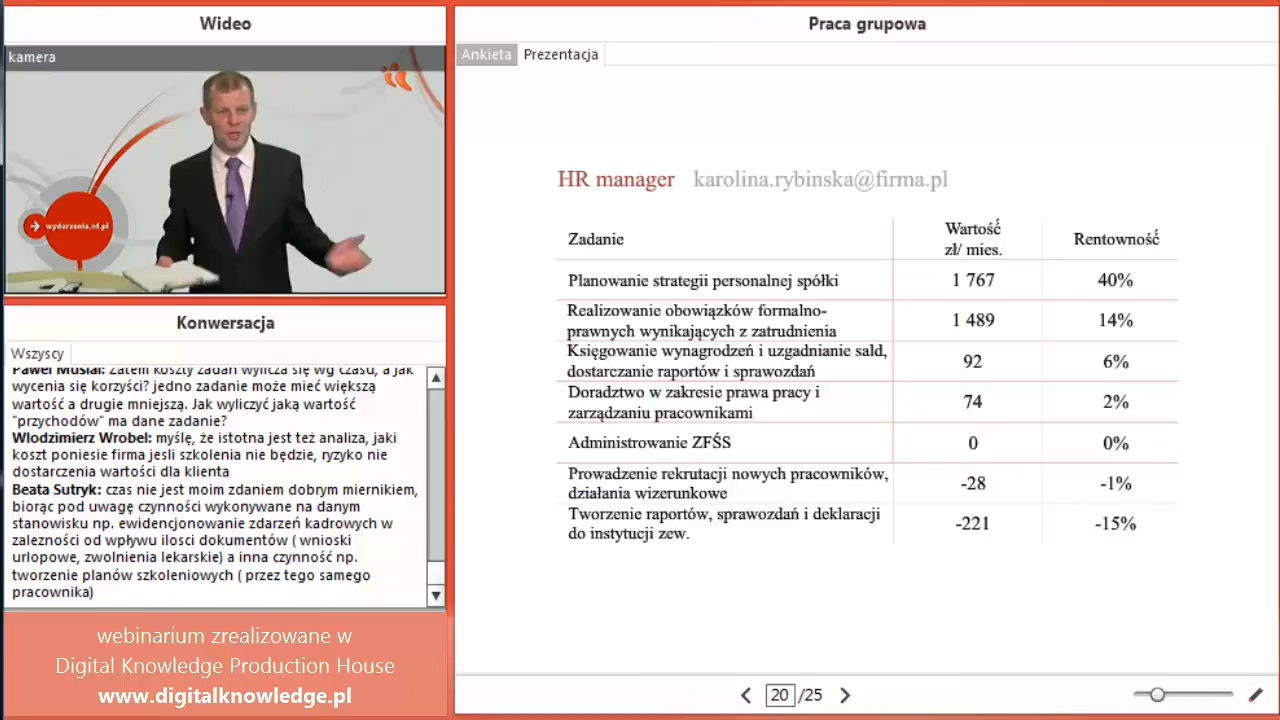 Wideo
kamera
wydarzenia.nf.pl
Konwersacja
Wszyscy
Paweł Musiał: Zatem koszty zadań wylicza się wg czasu, a jak
wycenia się korzyści? jedno zadanie może mieć większą
wartość a drugie mniejszą. Jak wyliczyć jaką wartość
"przychodów" ma dane zadanie?
Wlodzimierz Wrobel: myślę, że istotna jest też analiza, jaki
koszt poniesie firma jesli szkolenia nie będzie, ryzyko nie
dostarczenia wartości dla klienta
Beata Sutryk: czas nie jest moim zdaniem dobrym miernikiem,
biorąc pod uwagę czynności wykonywane na danym
stanowisku np. ewidencjonowanie zdarzeń kadrowych w
zależności od wpływu ilosci dokumentów ( wnioski
urlopowe, zwolnienia lekarskie) a inna czynność np.
tworzenie planów szkoleniowych ( przez tego samego
pracownika)
webinarium zrealizowane w
Digital Knowledge Production House
www.digitalknowledge.pl
Praca grupowa
Ankieta Prezentacja
HR manager karolina.rybinska@firma.pl
Zadanie
Wartość
zł/ mies.
Rentowność
Planowanie strategii personalnej spółki 1 767 40%
Realizowanie obowiązków formalno-
prawnych wynikających z zatrudnienia 1 489 14%
Księgowanie wynagrodzeń i uzgadnianie sald,
dostarczanie raportów i sprawozdań 92 6%
Doradztwo w zakresie prawa pracy i
zarządzaniu pracownikami 74 2%
Administrowanie ZFŚS 0 0%
Prowadzenie rekrutacji nowych pracowników,
działania wizerunkowe -28 -1%
Tworzenie raportów, sprawozdań i deklaracji
do instytucji zew. -221 -15%
20 /25